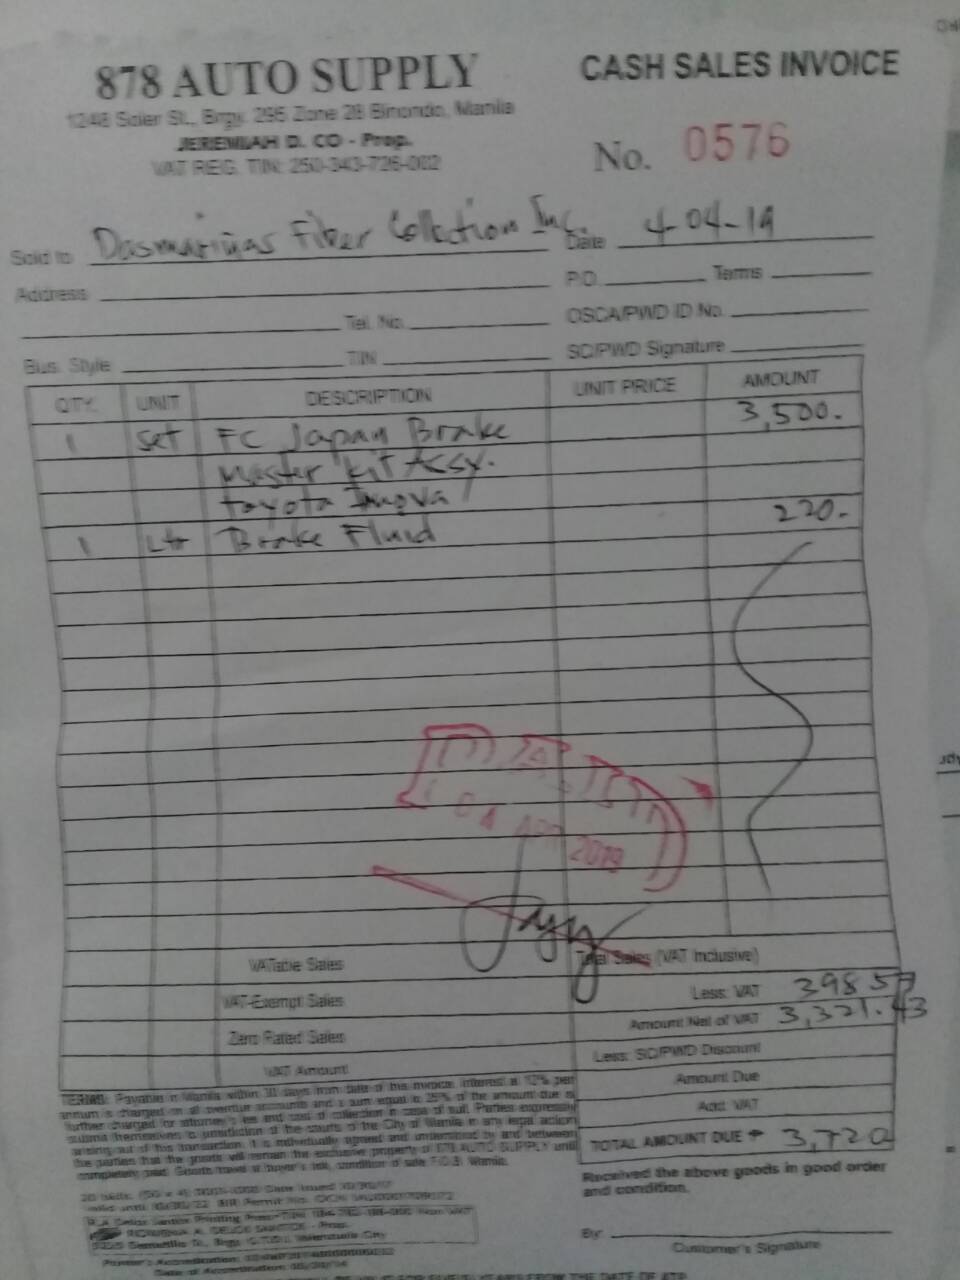 878 AUTO SUPPLY
CASH SALES INVOICE
1248 Soler St., Brgy. 295 Zone 28 Binondo, Manila
JEREMIAH D. CO - Prop.
VAT REG. TIN: 250-343-726-002
No. 0576
Sold to Dasmariñas Fiber Collection Inc. Date 4-04-19
Address P.O. Terms
Tel. No. OSCA/PWD ID No.
Bus. Style TIN SC/PWD Signature
QTY. UNIT DESCRIPTION UNIT PRICE AMOUNT
1 set FC Japan Brake 3,500.
Master kit Assy.
toyota Innova
1 Ltr Brake Fluid 220.
04 APR 2019
VATable Sales Total Sales (VAT Inclusive)
VAT-Exempt Sales Less: VAT 398.57
Zero Rated Sales Amount Net of VAT 3,321.43
VAT Amount Less: SC/PWD Discount
Amount Due
Add: VAT
TOTAL AMOUNT DUE 3,720
TERMS: Payable in Manila within 30 days from date of this invoice. Interest at 12% per
annum is charged on all overdue accounts and a sum equal to 25% of the amount due is
further charged for attorney's fee and cost of collection in case of suit. Parties expressly
submit themselves to jurisdiction of the courts of the City of Manila in any legal action
arising out of this transaction. It is individually agreed and understood by and between
the parties that the goods will remain the exclusive property of 878 AUTO SUPPLY until
completely paid. Goods travel at buyer's risk, condition of sale F.O.B. Manila.
Received the above goods in good order
and condition.
By:
Customer's Signature